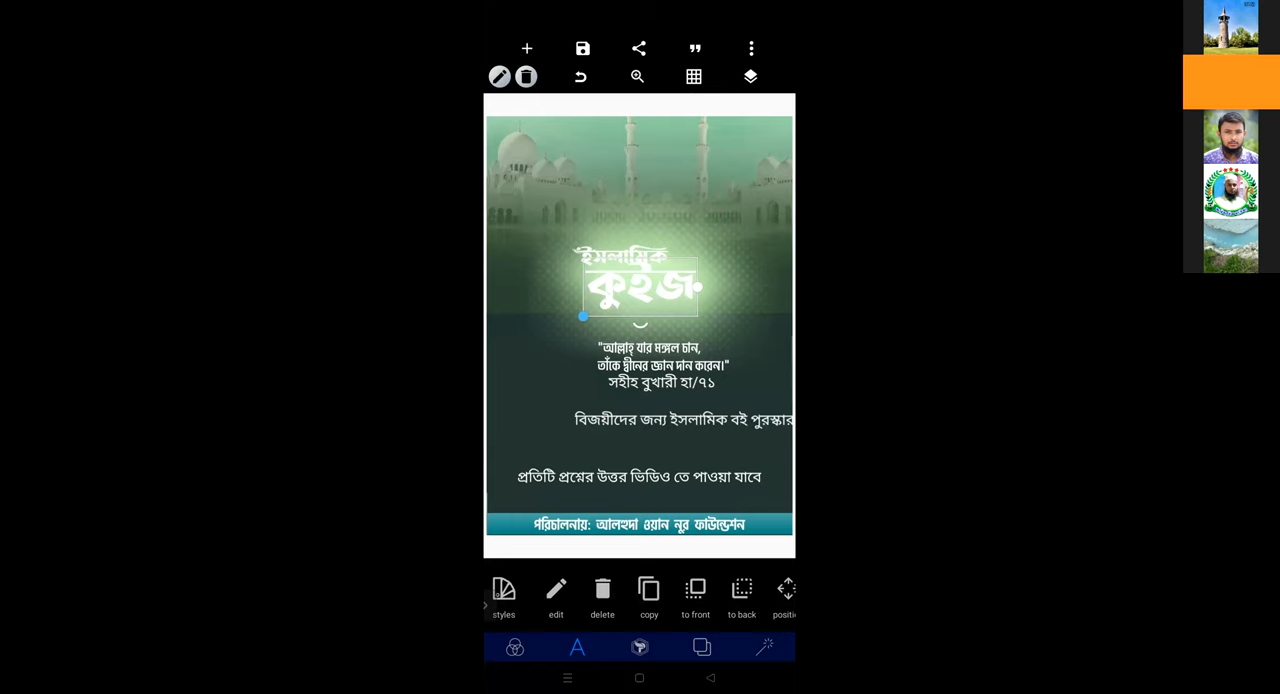 ইসলামিক
কুইজ
"আল্লাহ্ যার মঙ্গল চান,
তাঁকে দ্বীনের জ্ঞান দান করেন।"
সহীহ বুখারী হা/৭১
বিজয়ীদের জন্য ইসলামিক বই পুরস্কার
প্রতিটি প্রশ্নের উত্তর ভিডিও তে পাওয়া যাবে
পরিচালনায়: আলহুদা ওয়ান নুর ফাউন্ডেশন
styles edit delete copy to front to back positi